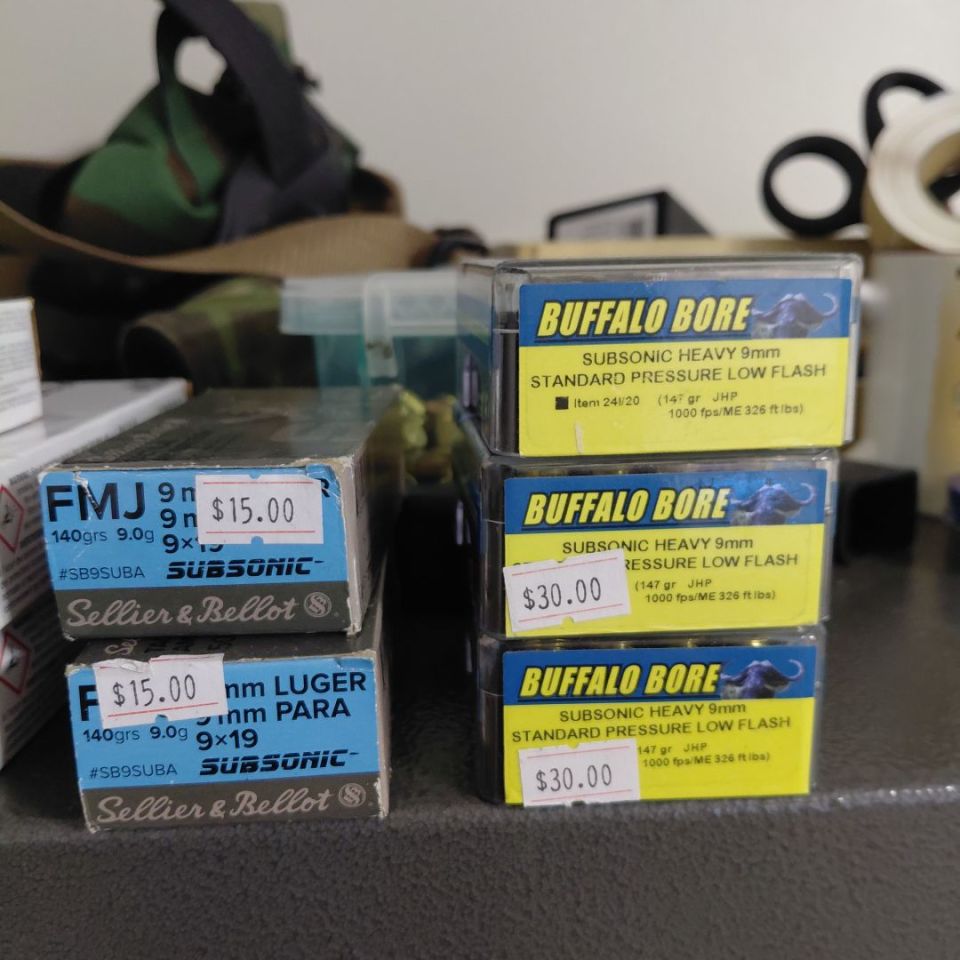 FMJ 9
$15.00
9
140grs 9.0g 9×19
#SB9SUBA SUBSONIC
Sellier & Bellot
$15.00
mm LUGER
9mm PARA
140grs 9.0g 9×19
#SB9SUBA SUBSONIC
Sellier & Bellot
BUFFALO BORE
SUBSONIC HEAVY 9mm
STANDARD PRESSURE LOW FLASH
Item 24I/20 (147 gr JHP
1000 fps/ME 326 ft lbs)
BUFFALO BORE
SUBSONIC HEAVY 9mm
PRESSURE LOW FLASH
$30.00
(147 gr JHP
1000 fps/ME 326 ft lbs)
BUFFALO BORE
SUBSONIC HEAVY 9mm
STANDARD PRESSURE LOW FLASH
$30.00
147 gr JHP
1000 fps/ME 326 ft lbs)